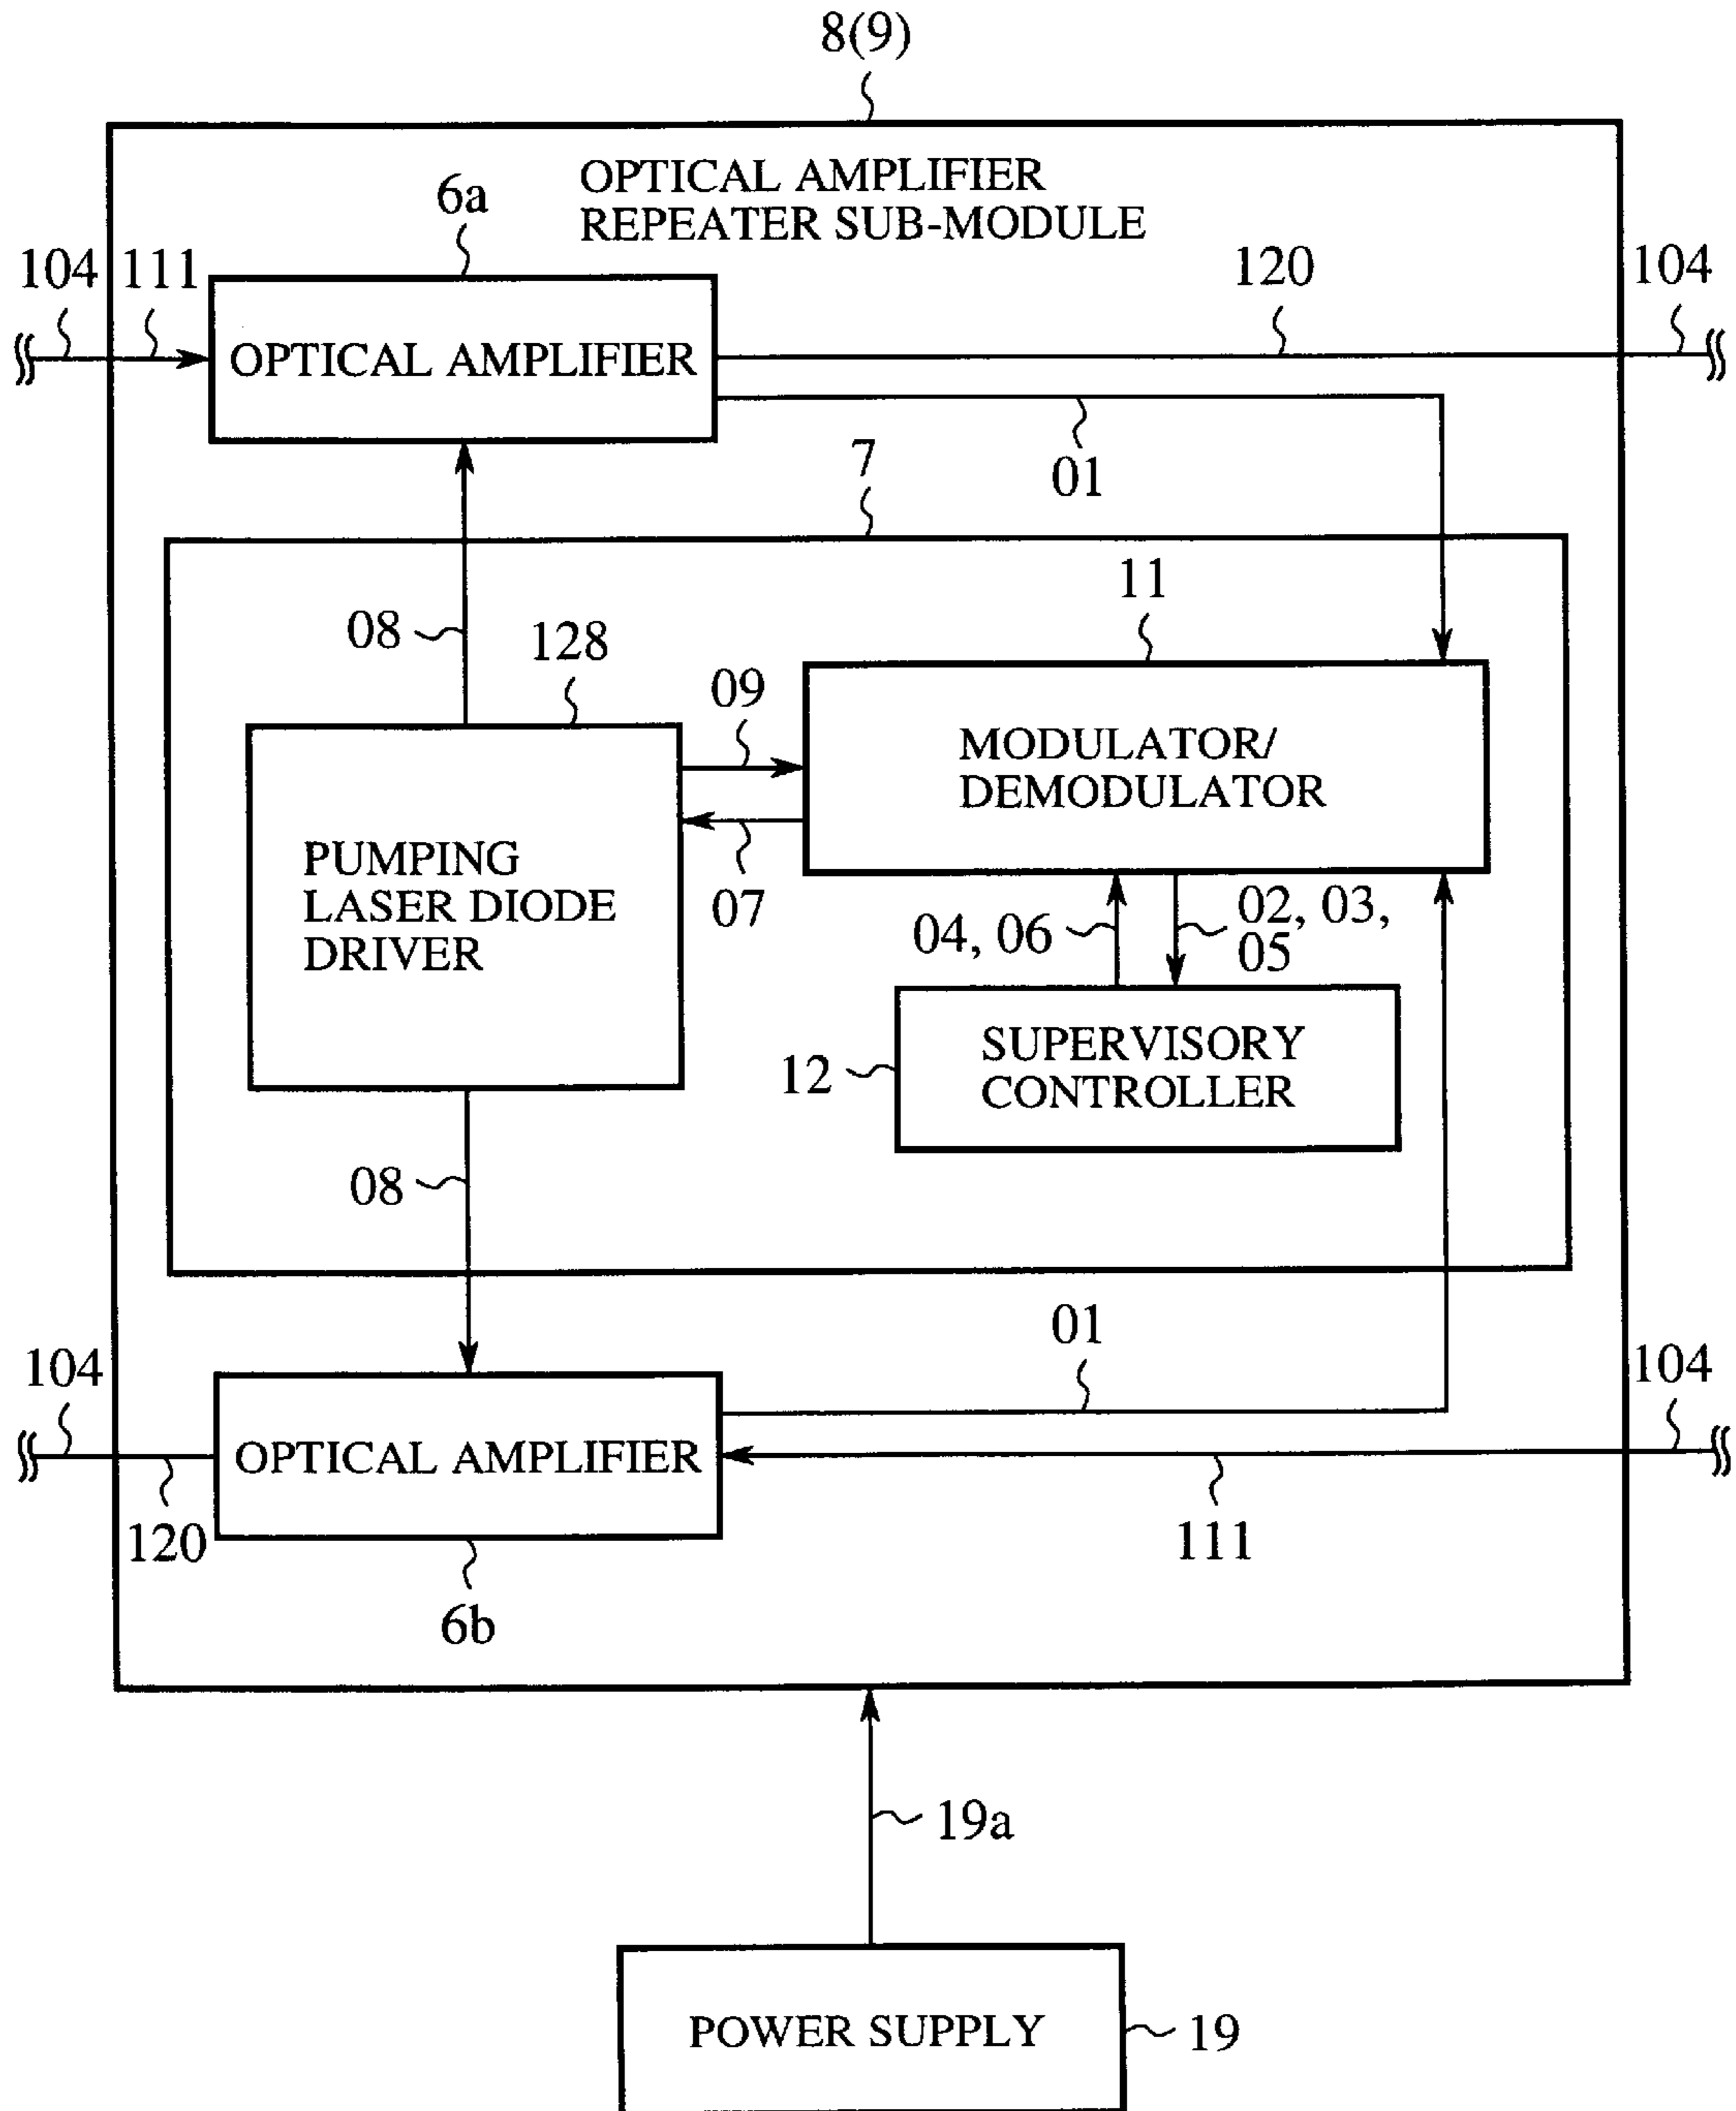 8(9)
OPTICAL AMPLIFIER
REPEATER SUB-MODULE
6a
104
111
120
104
OPTICAL AMPLIFIER
01
7
11
08
128
09
MODULATOR/
DEMODULATOR
PUMPING
LASER DIODE
DRIVER
07
04, 06
02, 03,
05
12
SUPERVISORY
CONTROLLER
08
01
104
104
OPTICAL AMPLIFIER
120
111
6b
19a
POWER SUPPLY
19